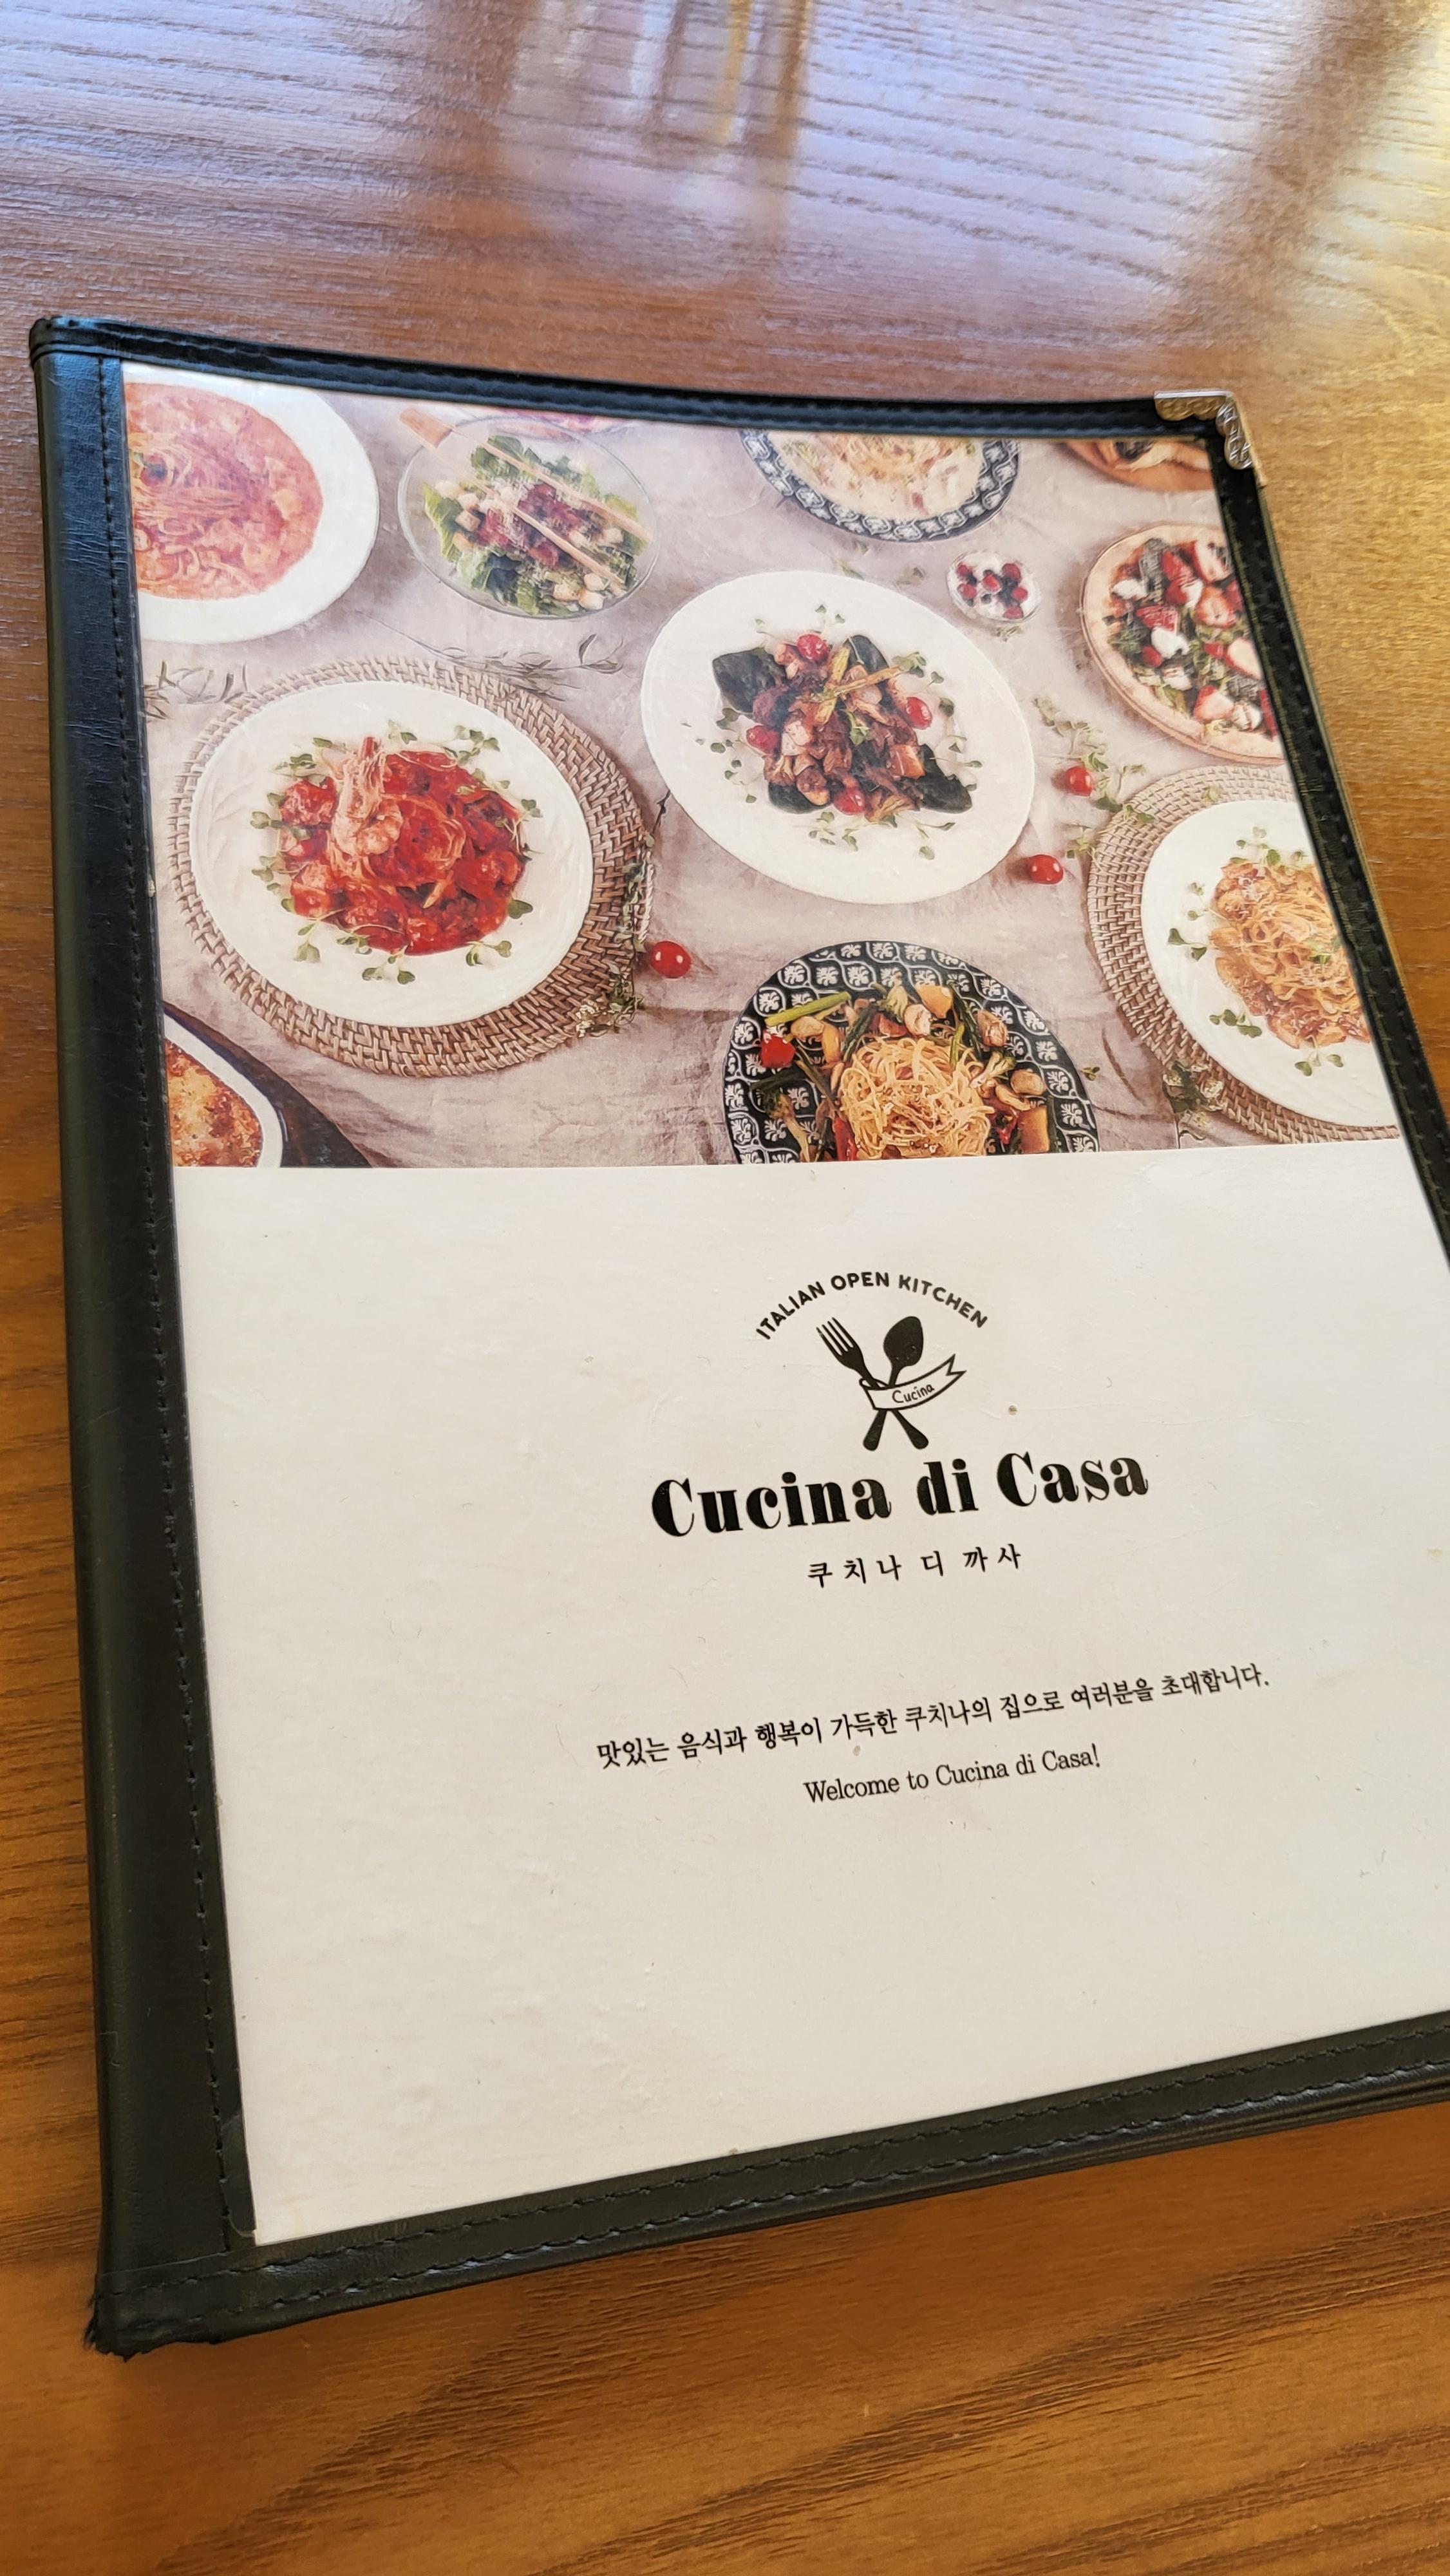 ITALIAN OPEN KITCHEN
Cucina
Cucina di Casa
쿠치나 디 까사
맛있는 음식과 행복이 가득한 쿠치나의 집으로 여러분을 초대합니다.
Welcome to Cucina di Casa!